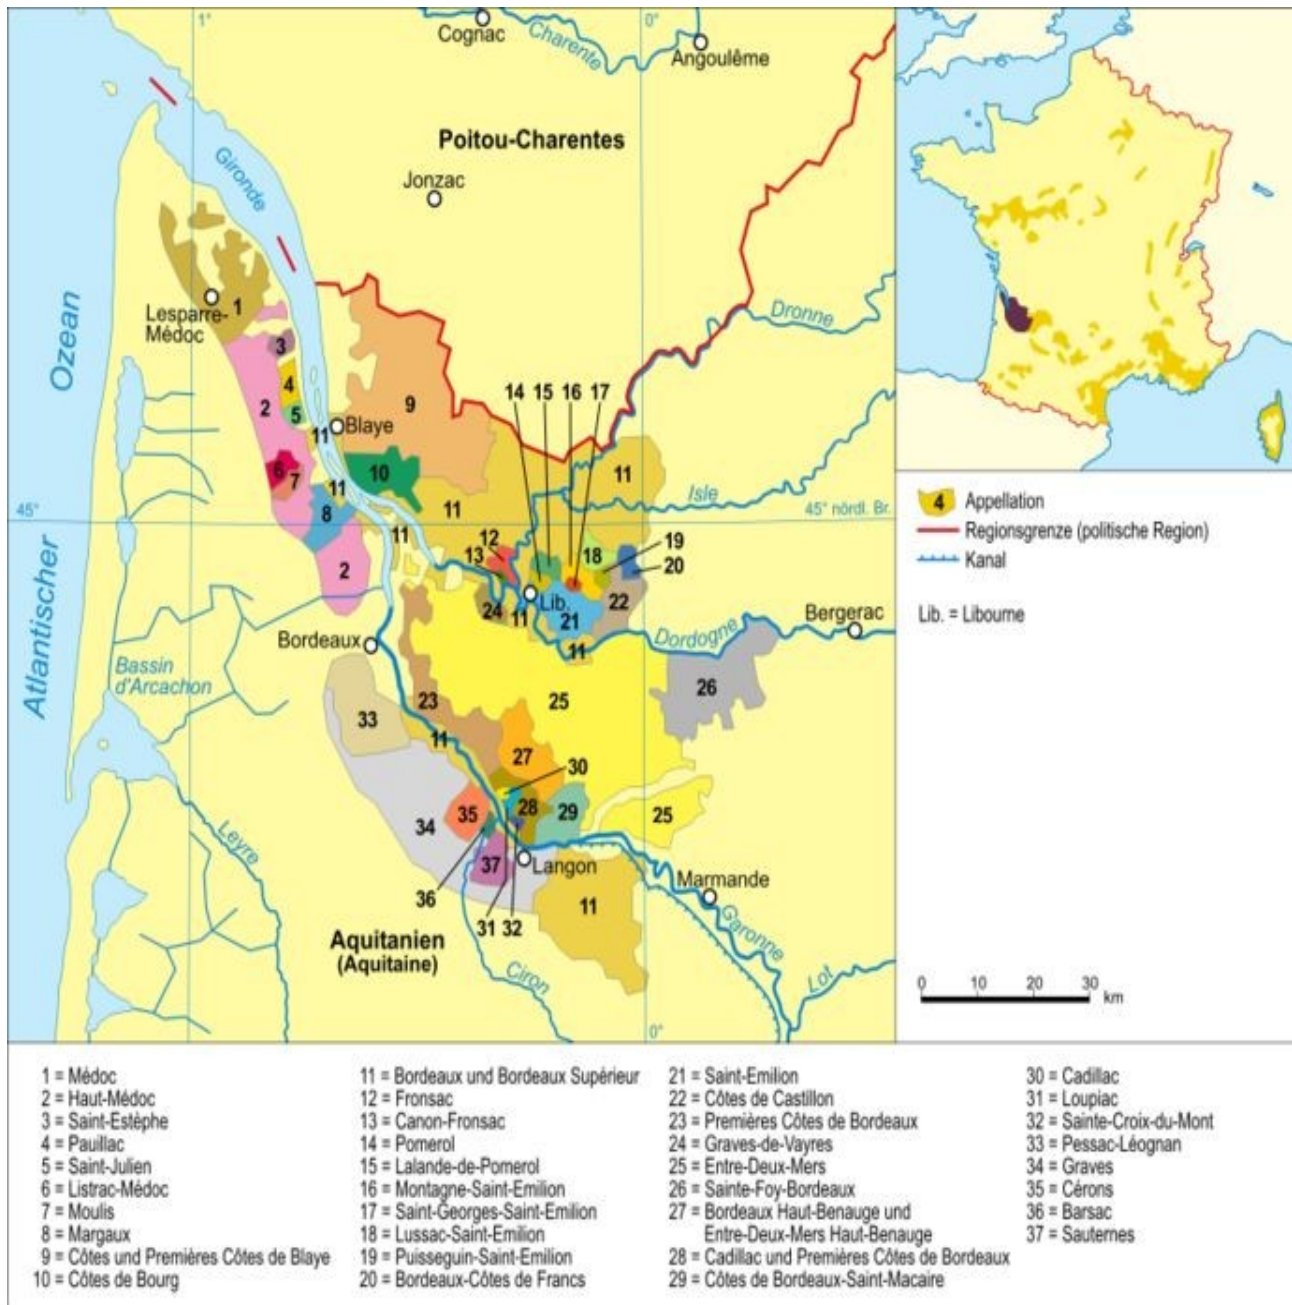 1°
0°
Cognac
Charente
Angoulême
Poitou-Charentes
Jonzac
Gironde
Lesparre-
Médoc
1
Dronne
Ozean
3
4
2
5
9
14 15 16 17
11
Blaye
6
7
10
11
11
Isle
8
11
45°
45° nördl. Br.
11
12
13
18
19
20
2
24
11
Lib.
21
22
Bergerac
Bordeaux
Dordogne
11
Atlantischer
Bassin
d'Arcachon
26
23
25
33
11
27
30
35
28
29
25
34
Leyre
37
Langon
36
Marmande
31 32
11
Garonne
Aquitanien
(Aquitaine)
Ciron
Lot
0°
4 Appellation
Regionsgrenze (politische Region)
Kanal
Lib. = Libourne
0 10 20 30
km
1 = Médoc
2 = Haut-Médoc
3 = Saint-Estèphe
4 = Pauillac
5 = Saint-Julien
6 = Listrac-Médoc
7 = Moulis
8 = Margaux
9 = Côtes und Premières Côtes de Blaye
10 = Côtes de Bourg
11 = Bordeaux und Bordeaux Supérieur
12 = Fronsac
13 = Canon-Fronsac
14 = Pomerol
15 = Lalande-de-Pomerol
16 = Montagne-Saint-Emilion
17 = Saint-Georges-Saint-Emilion
18 = Lussac-Saint-Emilion
19 = Puisseguin-Saint-Emilion
20 = Bordeaux-Côtes de Francs
21 = Saint-Emilion
22 = Côtes de Castillon
23 = Premières Côtes de Bordeaux
24 = Graves-de-Vayres
25 = Entre-Deux-Mers
26 = Sainte-Foy-Bordeaux
27 = Bordeaux Haut-Benauge und
Entre-Deux-Mers Haut-Benauge
28 = Cadillac und Premières Côtes de Bordeaux
29 = Côtes de Bordeaux-Saint-Macaire
30 = Cadillac
31 = Loupiac
32 = Sainte-Croix-du-Mont
33 = Pessac-Léognan
34 = Graves
35 = Cérons
36 = Barsac
37 = Sauternes